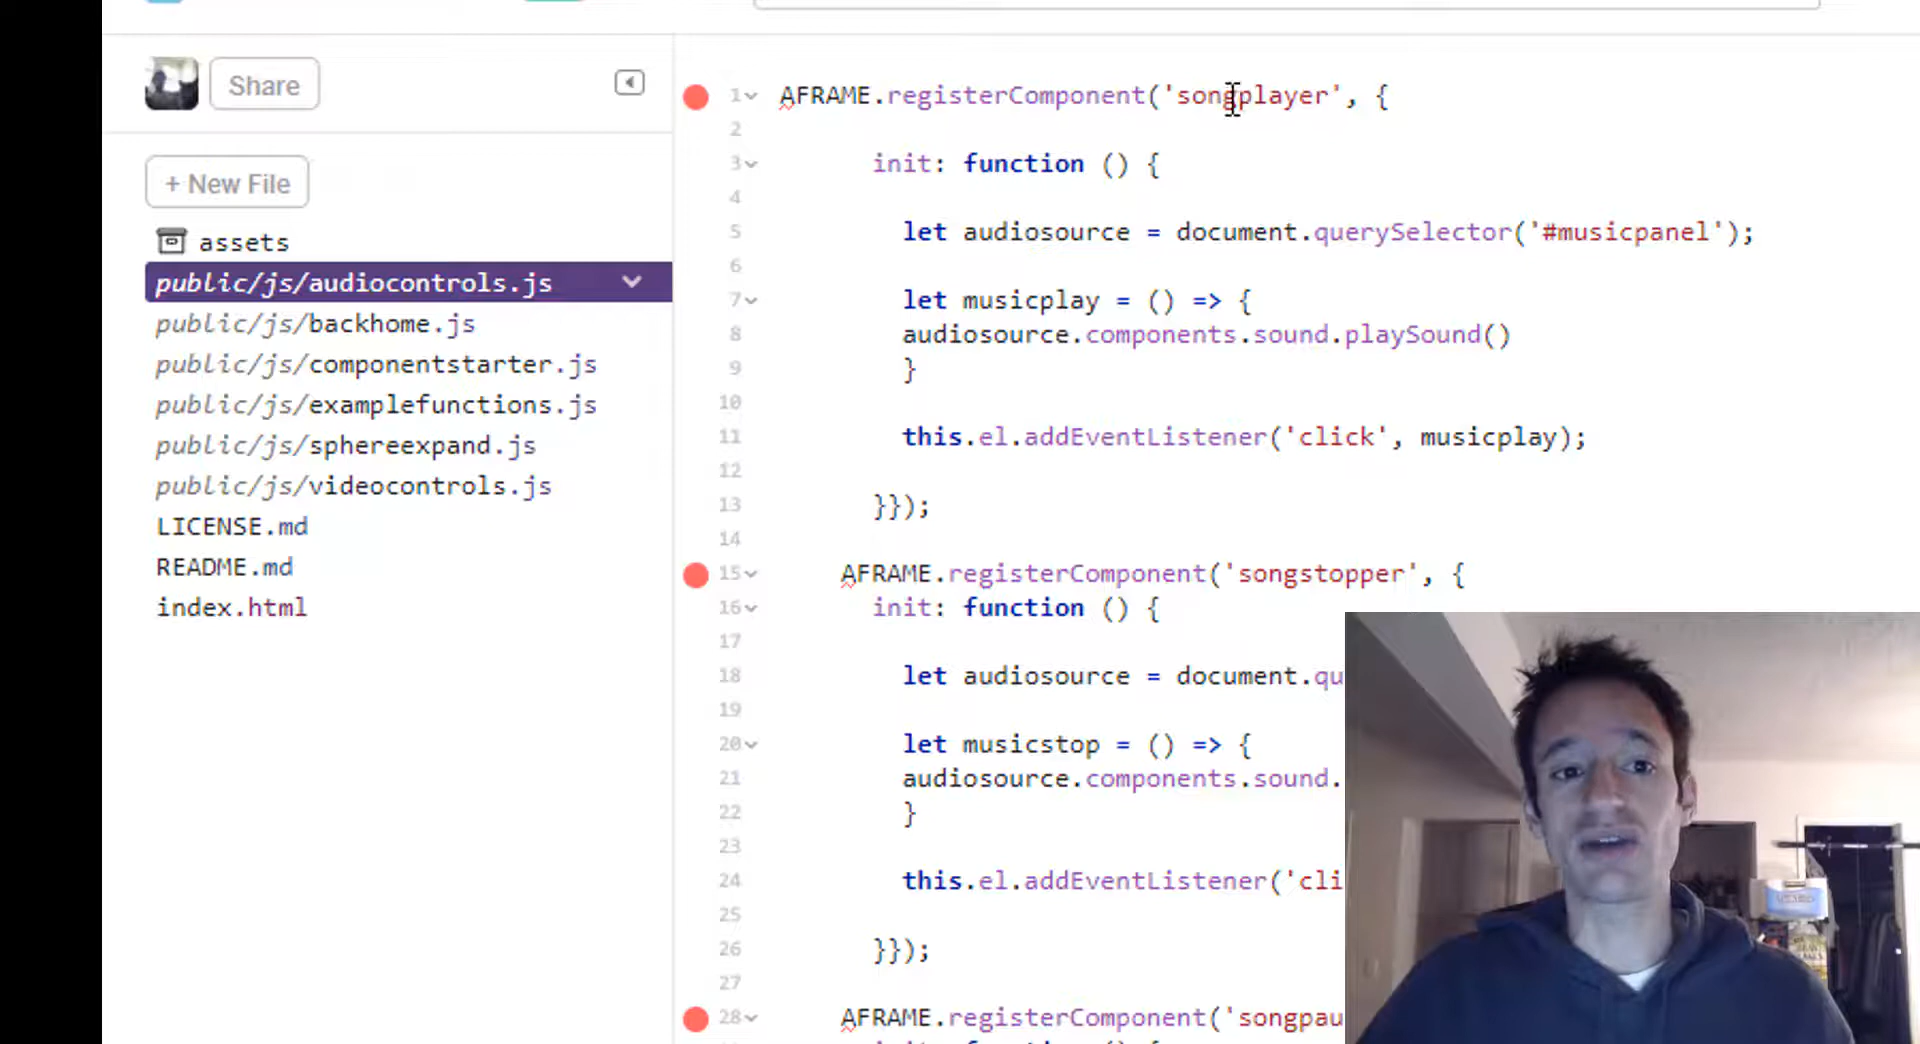 Share
+ New File
assets
public/js/audiocontrols.js
public/js/backhome.js
public/js/componentstarter.js
public/js/examplefunctions.js
public/js/sphereexpand.js
public/js/videocontrols.js
LICENSE.md
README.md
index.html
1 AFRAME.registerComponent('songplayer', {
2
3 init: function () {
4
5 let audiosource = document.querySelector('#musicpanel');
6
7 let musicplay = () => {
8 audiosource.components.sound.playSound()
9 }
10
11 this.el.addEventListener('click', musicplay);
12
13 }});
14
15 AFRAME.registerComponent('songstopper', {
16 init: function () {
17
18 let audiosource = document.qu
19
20 let musicstop = () => {
21 audiosource.components.sound.
22 }
23
24 this.el.addEventListener('cli
25
26 }});
27
28 AFRAME.registerComponent('songpau